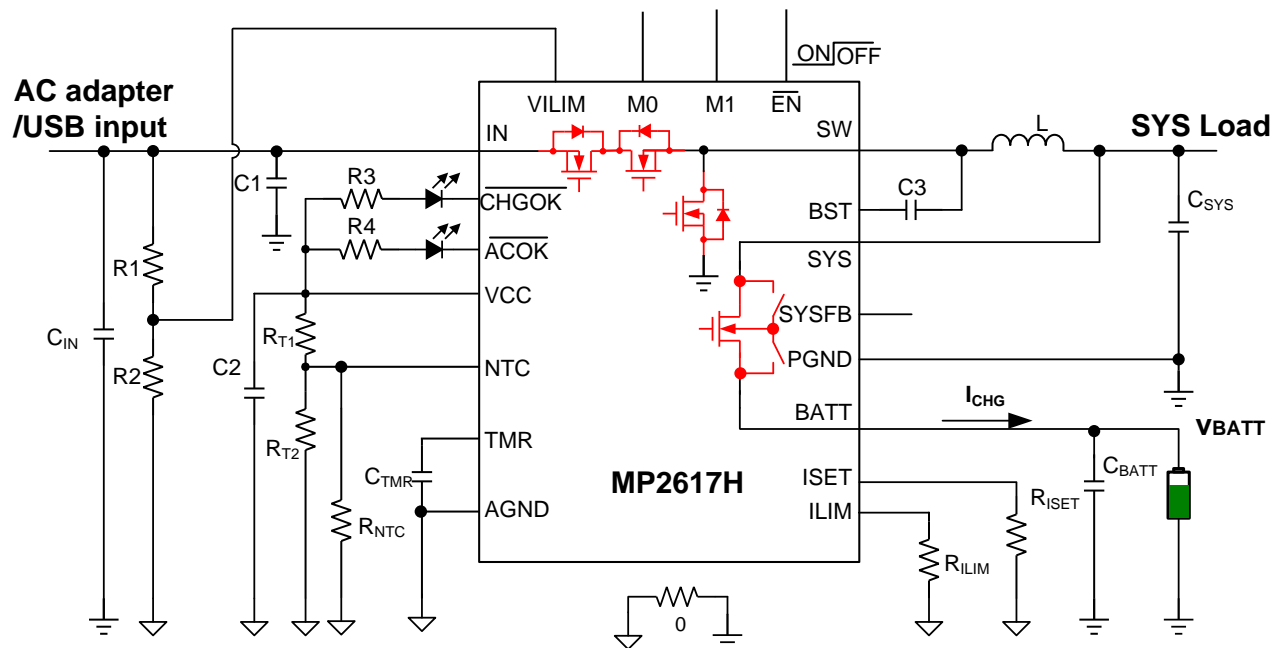 ON OFF
AC adapter
/USB input
VILIM
M0
M1
EN
IN
SW
L
SYS Load
C1
R3
CHGOK
C3
BST
CSYS
R4
ACOK
SYS
R1
VCC
SYSFB
CIN
RT1
PGND
R2
C2
NTC
ICHG
BATT
VBATT
RT2
TMR
CTMR
MP2617H
ISET
CBATT
RISET
AGND
ILIM
RNTC
RILIM
0